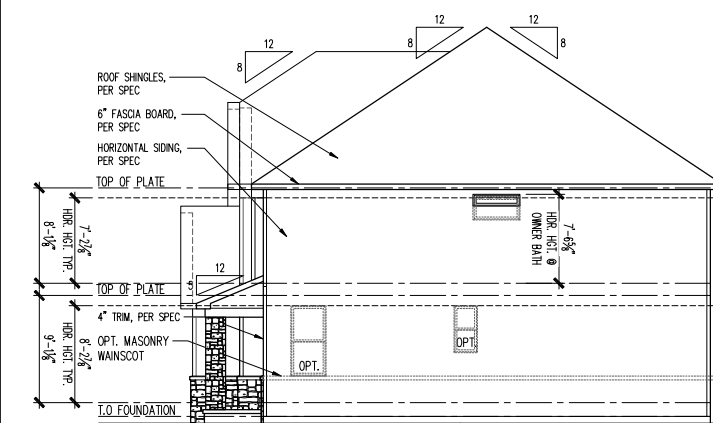 12
12
12
8
8
8
ROOF SHINGLES,
PER SPEC
6" FASCIA BOARD,
PER SPEC
HORIZONTAL SIDING,
PER SPEC
TOP OF PLATE
8'-1⅛"
HDR. HGT. TYP.
7'-2⅞"
HDR. HGT. @
OWNER BATH
7'-6⅝"
12
5
TOP OF PLATE
4" TRIM, PER SPEC
OPT. MASONRY
WAINSCOT
OPT.
OPT.
9'-1⅛"
HDR. HGT. TYP.
8'-2⅞"
T.O FOUNDATION